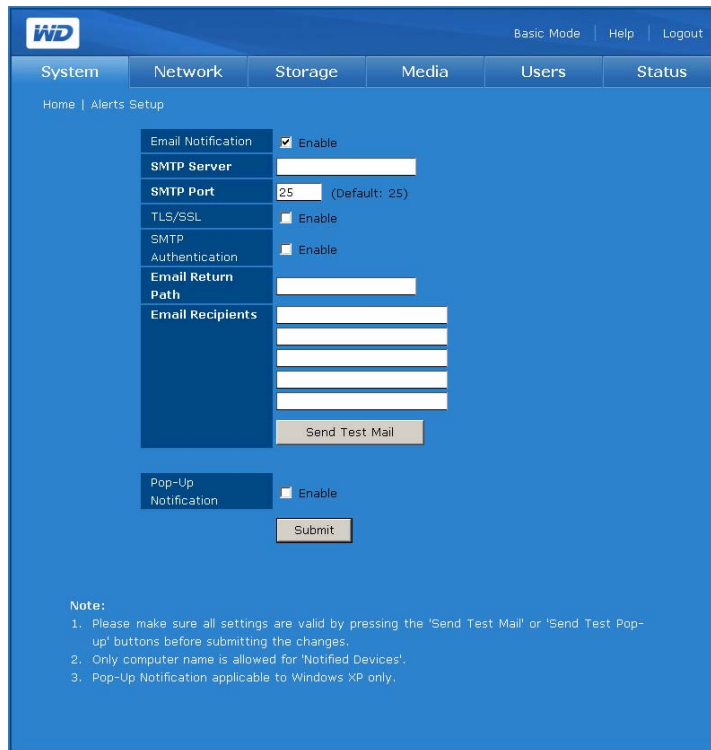 WD
Basic Mode | Help | Logout
System Network Storage Media Users Status
Home | Alerts Setup
Email Notification Enable
SMTP Server
SMTP Port 25 (Default: 25)
TLS/SSL Enable
SMTP
Authentication Enable
Email Return
Path
Email Recipients
Send Test Mail
Pop-Up
Notification Enable
Submit
Note:
1. Please make sure all settings are valid by pressing the 'Send Test Mail' or 'Send Test Pop-
up' buttons before submitting the changes.
2. Only computer name is allowed for 'Notified Devices'.
3. Pop-Up Notification applicable to Windows XP only.